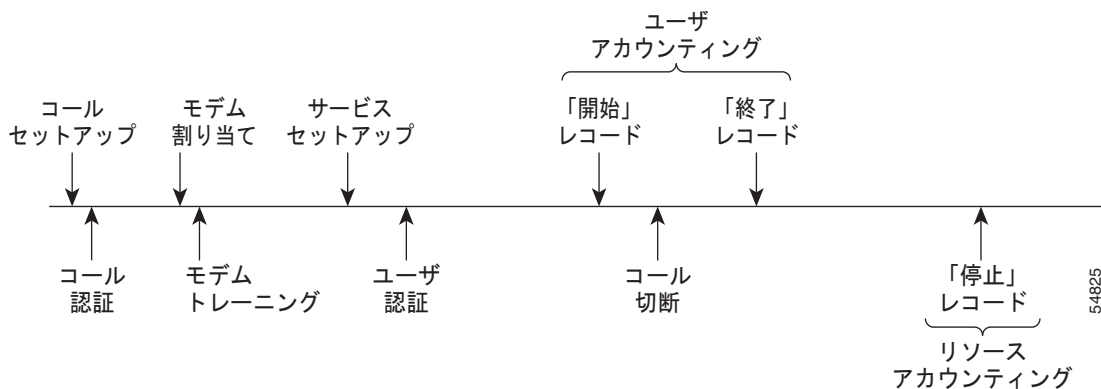 ユーザ
アカウンティング
コール
セットアップ
モデム
割り当て
サービス
セットアップ
「開始」
レコード
「終了」
レコード
コール
認証
モデム
トレーニング
ユーザ
認証
コール
切断
「停止」
レコード
リソース
アカウンティング
54825